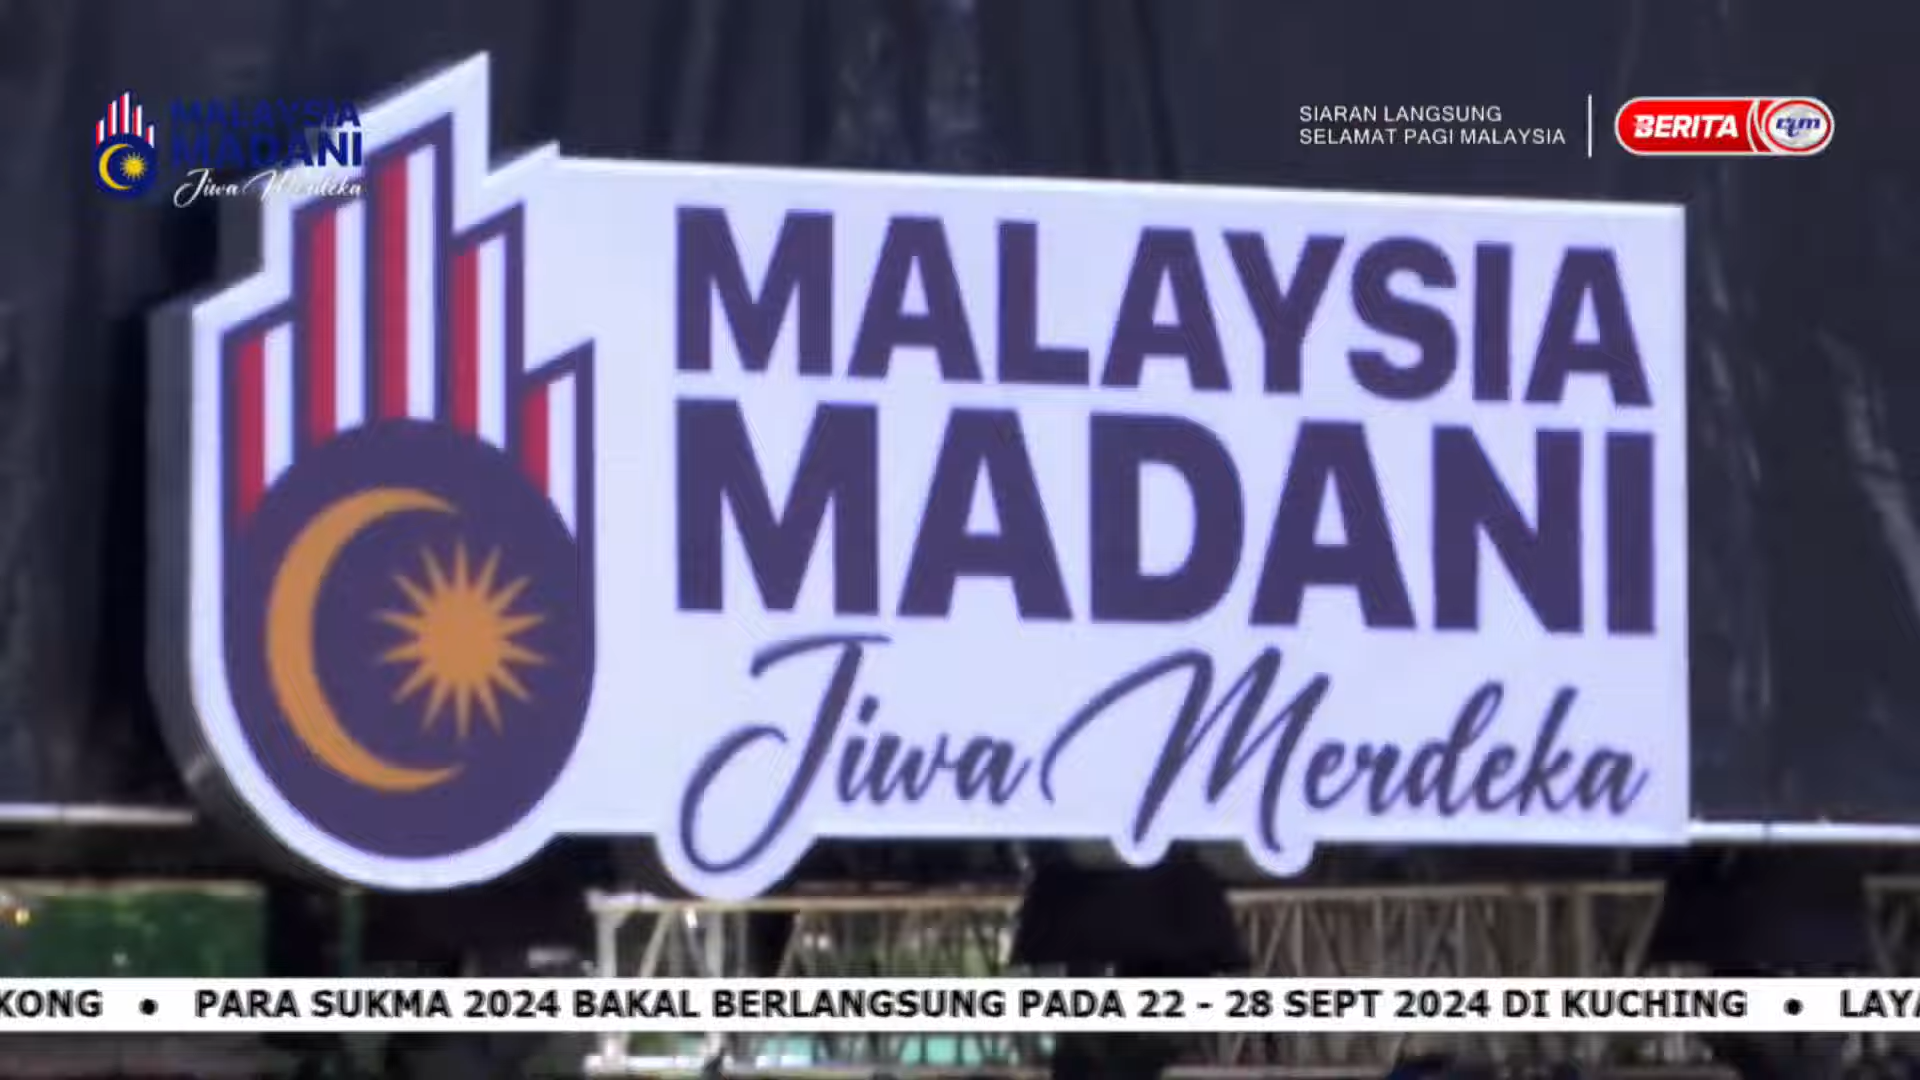 MALAYSIA
MADANI
Jiwa Merdeka
SIARAN LANGSUNG
SELAMAT PAGI MALAYSIA
BERITA rtm
MALAYSIA
MADANI
Jiwa Merdeka
KONG • PARA SUKMA 2024 BAKAL BERLANGSUNG PADA 22 - 28 SEPT 2024 DI KUCHING • LAYA